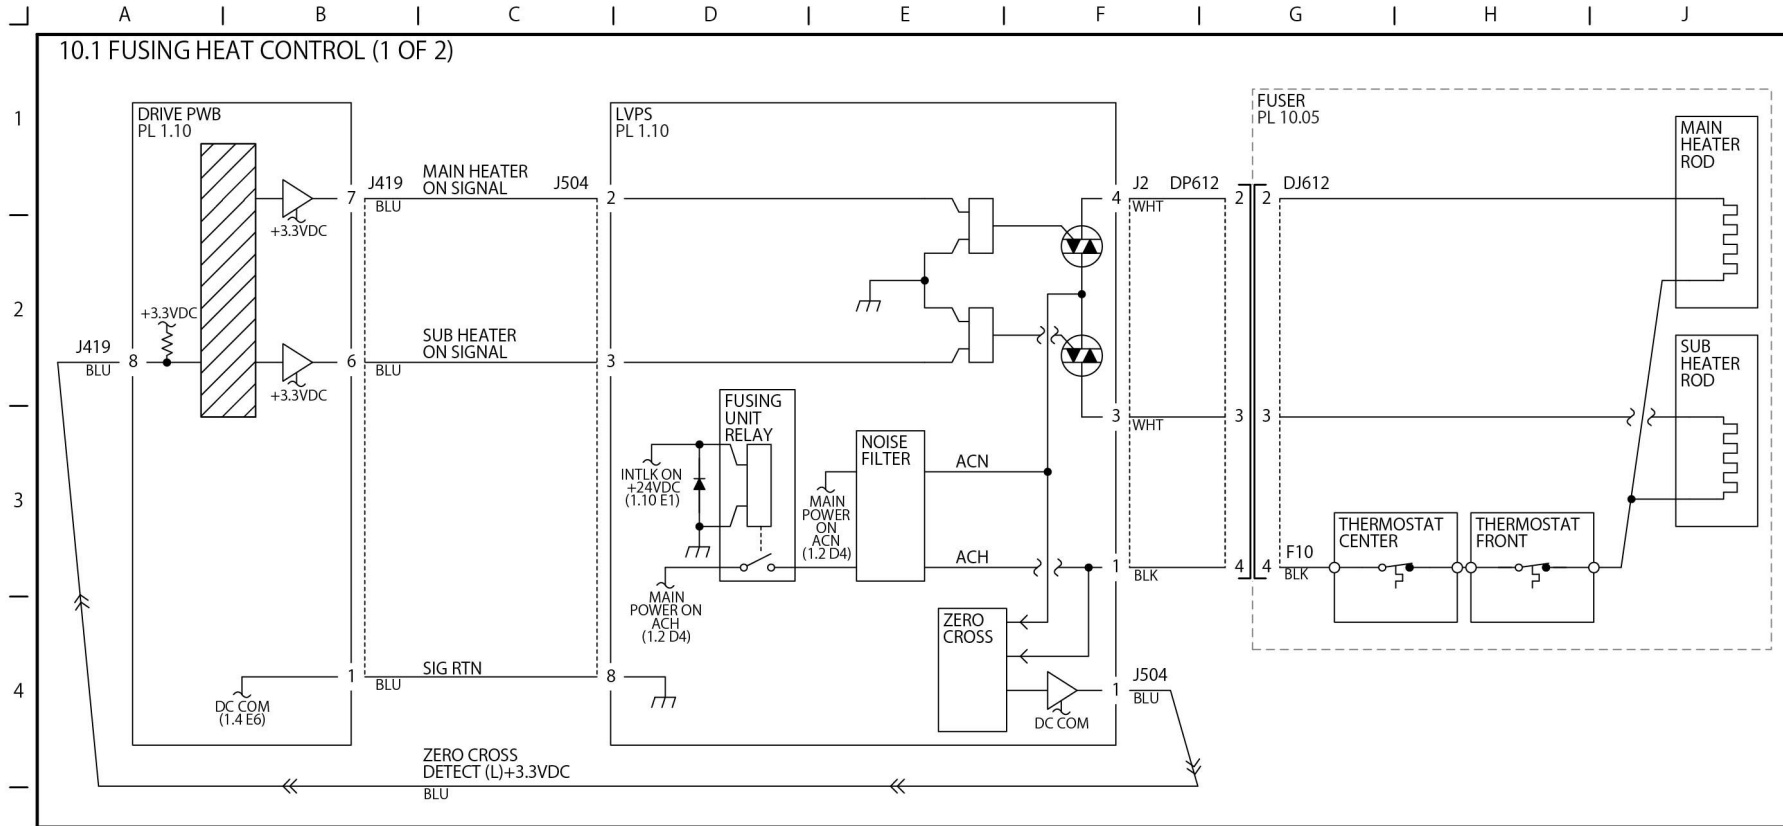 A B C D E F G H J
10.1 FUSING HEAT CONTROL (1 OF 2)
1
2
3
4
DRIVE PWB
PL 1.10
+3.3VDC
+3.3VDC
+3.3VDC
J419
BLU
8
7
6
1
DC COM
(1.4 E6)
J419
BLU
MAIN HEATER
ON SIGNAL
J504
2
BLU
SUB HEATER
ON SIGNAL
3
BLU
SIG RTN
8
ZERO CROSS
DETECT (L)+3.3VDC
BLU
LVPS
PL 1.10
FUSING
UNIT
RELAY
INTLK ON
+24VDC
(1.10 E1)
MAIN
POWER ON
ACH
(1.2 D4)
MAIN
POWER
ON
ACN
(1.2 D4)
NOISE
FILTER
ACN
ACH
ZERO
CROSS
DC COM
4
3
1
1
J504
BLU
J2
WHT
DP612
2
DJ612
2
WHT
3
3
BLK
4
4
F10
BLK
FUSER
PL 10.05
MAIN
HEATER
ROD
SUB
HEATER
ROD
THERMOSTAT
CENTER
THERMOSTAT
FRONT